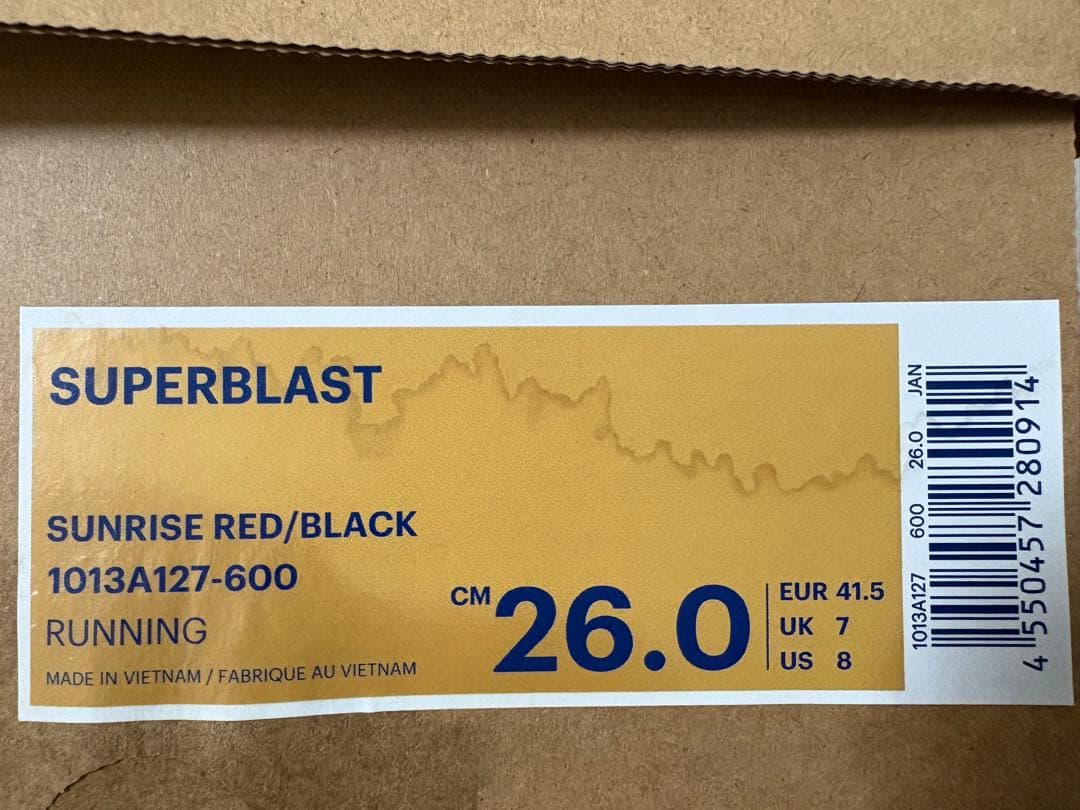 SUPERBLAST
SUNRISE RED/BLACK
1013A127-600
RUNNING
MADE IN VIETNAM / FABRIQUE AU VIETNAM
CM 26.0
EUR 41.5
UK 7
US 8
1013A127 600 26.0 JAN
4 550457 280914